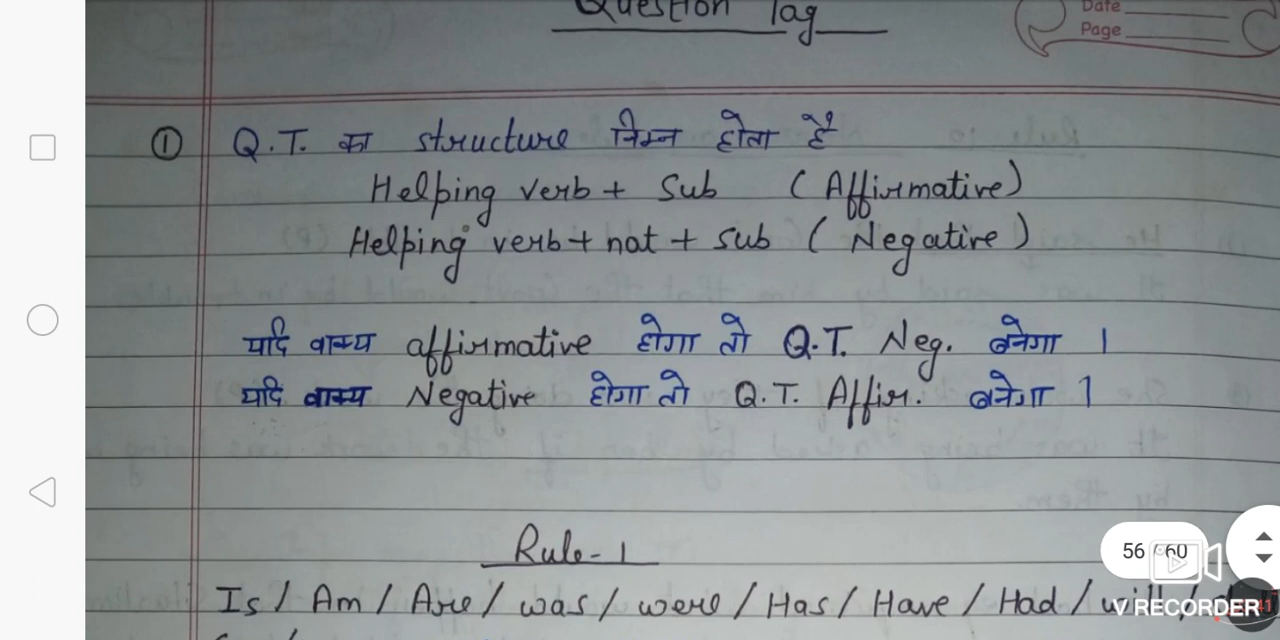 Question Tag
Date
Page
① Q.T. का structure निम्न होता है
Helping verb + Sub (Affirmative)
Helping verb + not + sub (Negative)
यदि वाक्य affirmative होगा तो Q.T. Neg. बनेगा ।
यदि वाक्य Negative होगा तो Q.T. Affir. बनेगा ।
Rule-1
56 / 60
Is / Am / Are / was / were / Has / Have / Had / will /
V RECORDER